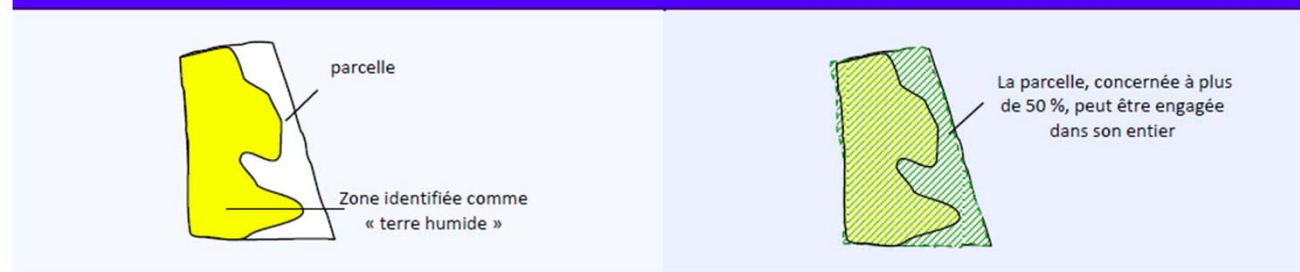 parcelle
Zone identifiée comme
« terre humide »
La parcelle, concernée à plus
de 50 %, peut être engagée
dans son entier